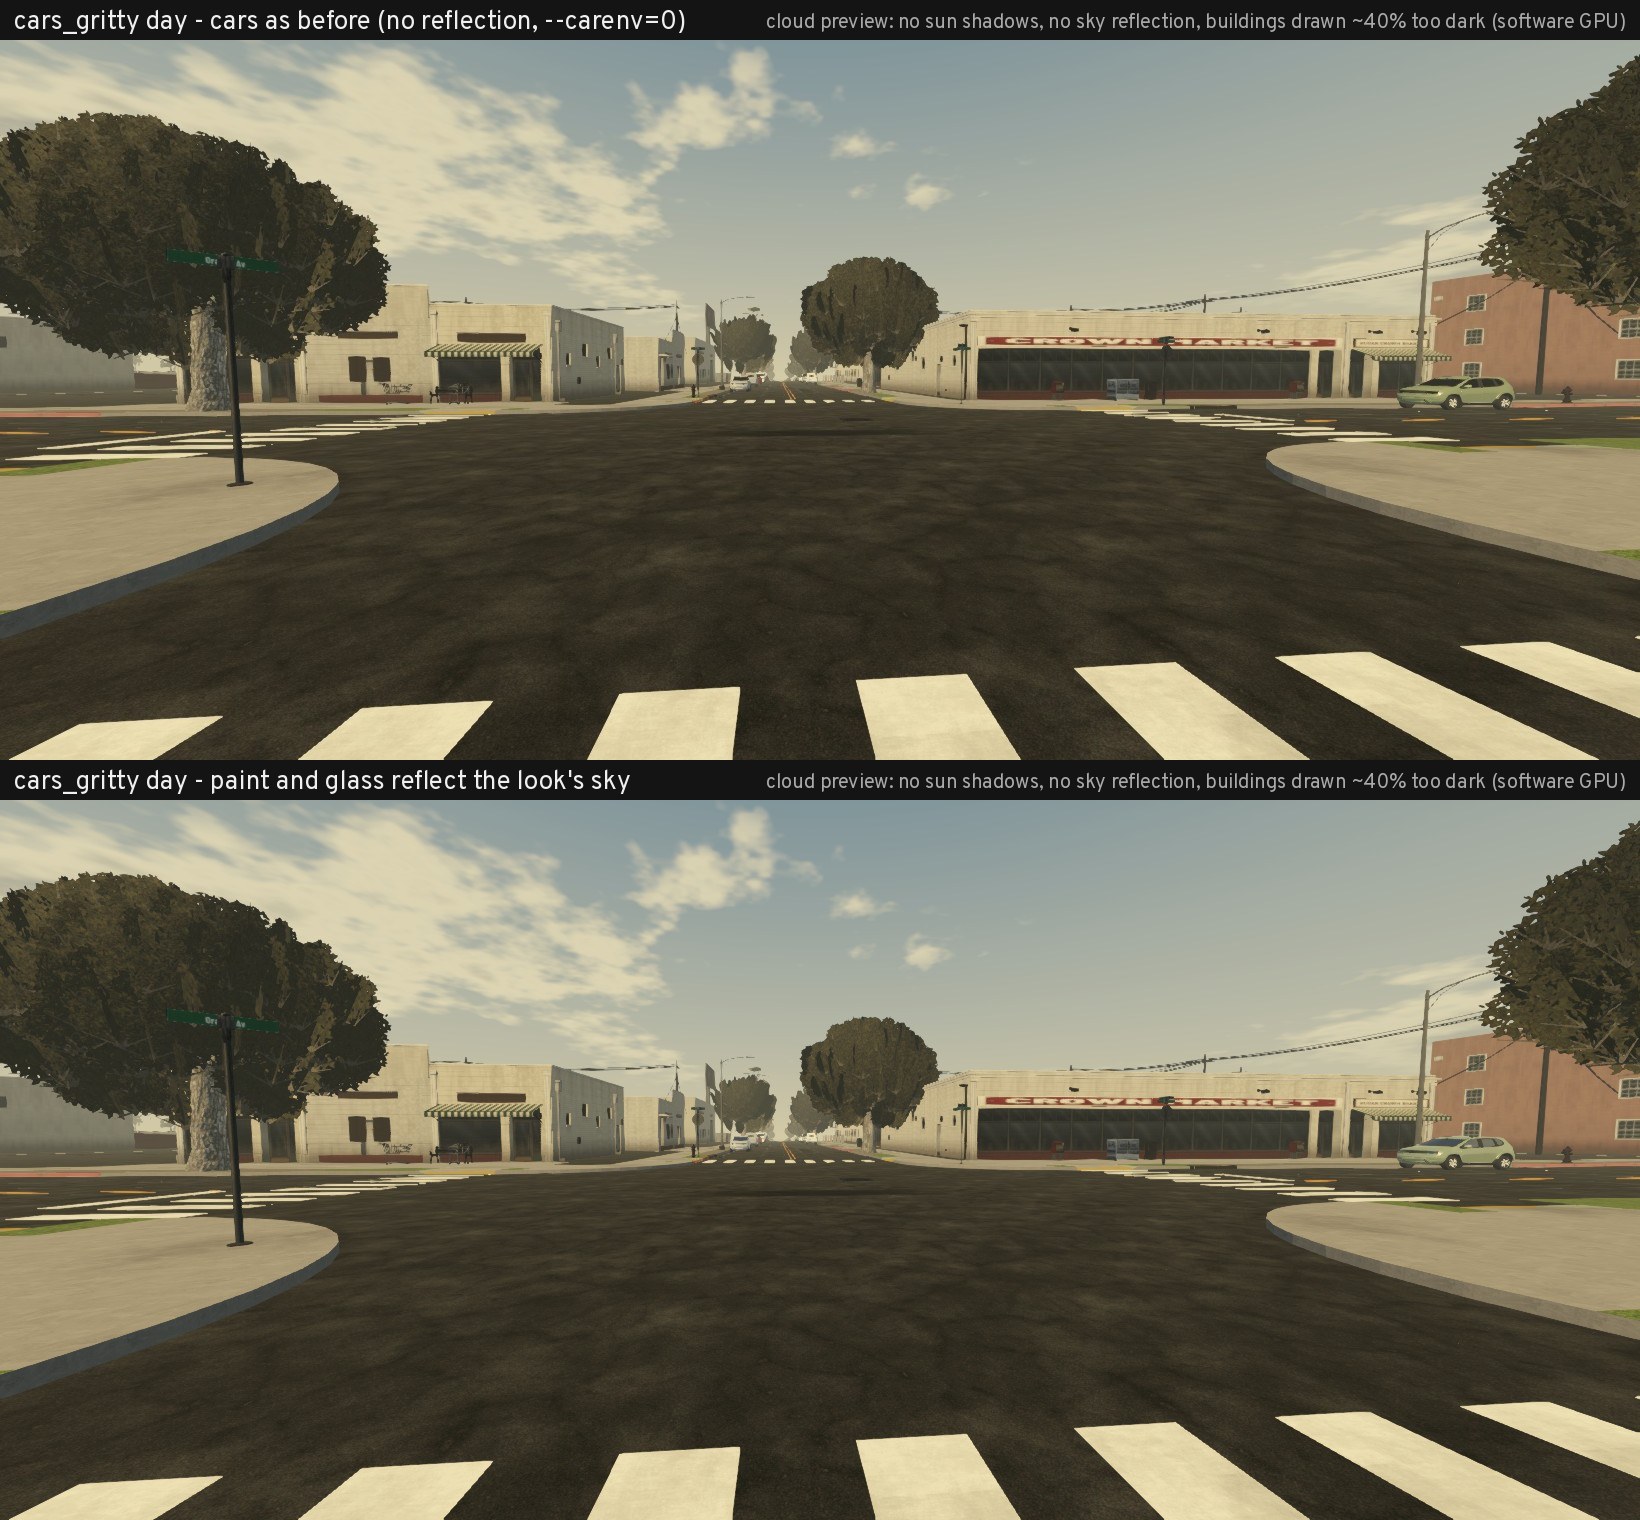 cars_gritty day - cars as before (no reflection, --carenv=0)
cloud preview: no sun shadows, no sky reflection, buildings drawn ~40% too dark (software GPU)
CROWN MARKET
cars_gritty day - paint and glass reflect the look's sky
cloud preview: no sun shadows, no sky reflection, buildings drawn ~40% too dark (software GPU)
CROWN MARKET